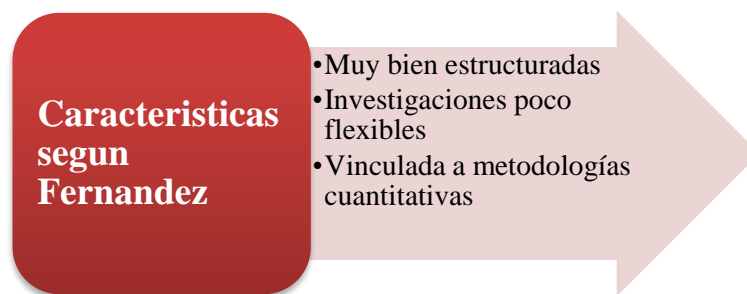 Caracteristicas
segun
Fernandez
•Muy bien estructuradas
•Investigaciones poco
flexibles
•Vinculada a metodologías
cuantitativas